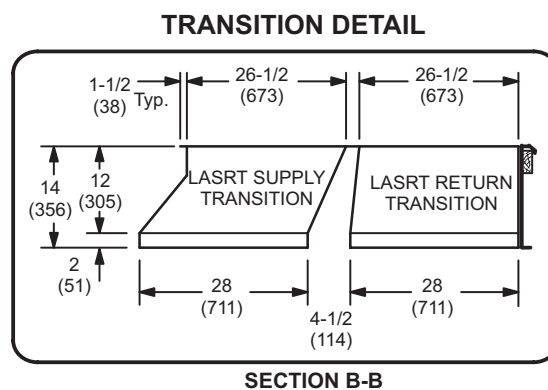 TRANSITION DETAIL
1-1/2
(38)
Typ.
26-1/2
(673)
26-1/2
(673)
14
(356)
12
(305)
LASRT SUPPLY
TRANSITION
LASRT RETURN
TRANSITION
2
(51)
28
(711)
4-1/2
(114)
28
(711)
SECTION B-B